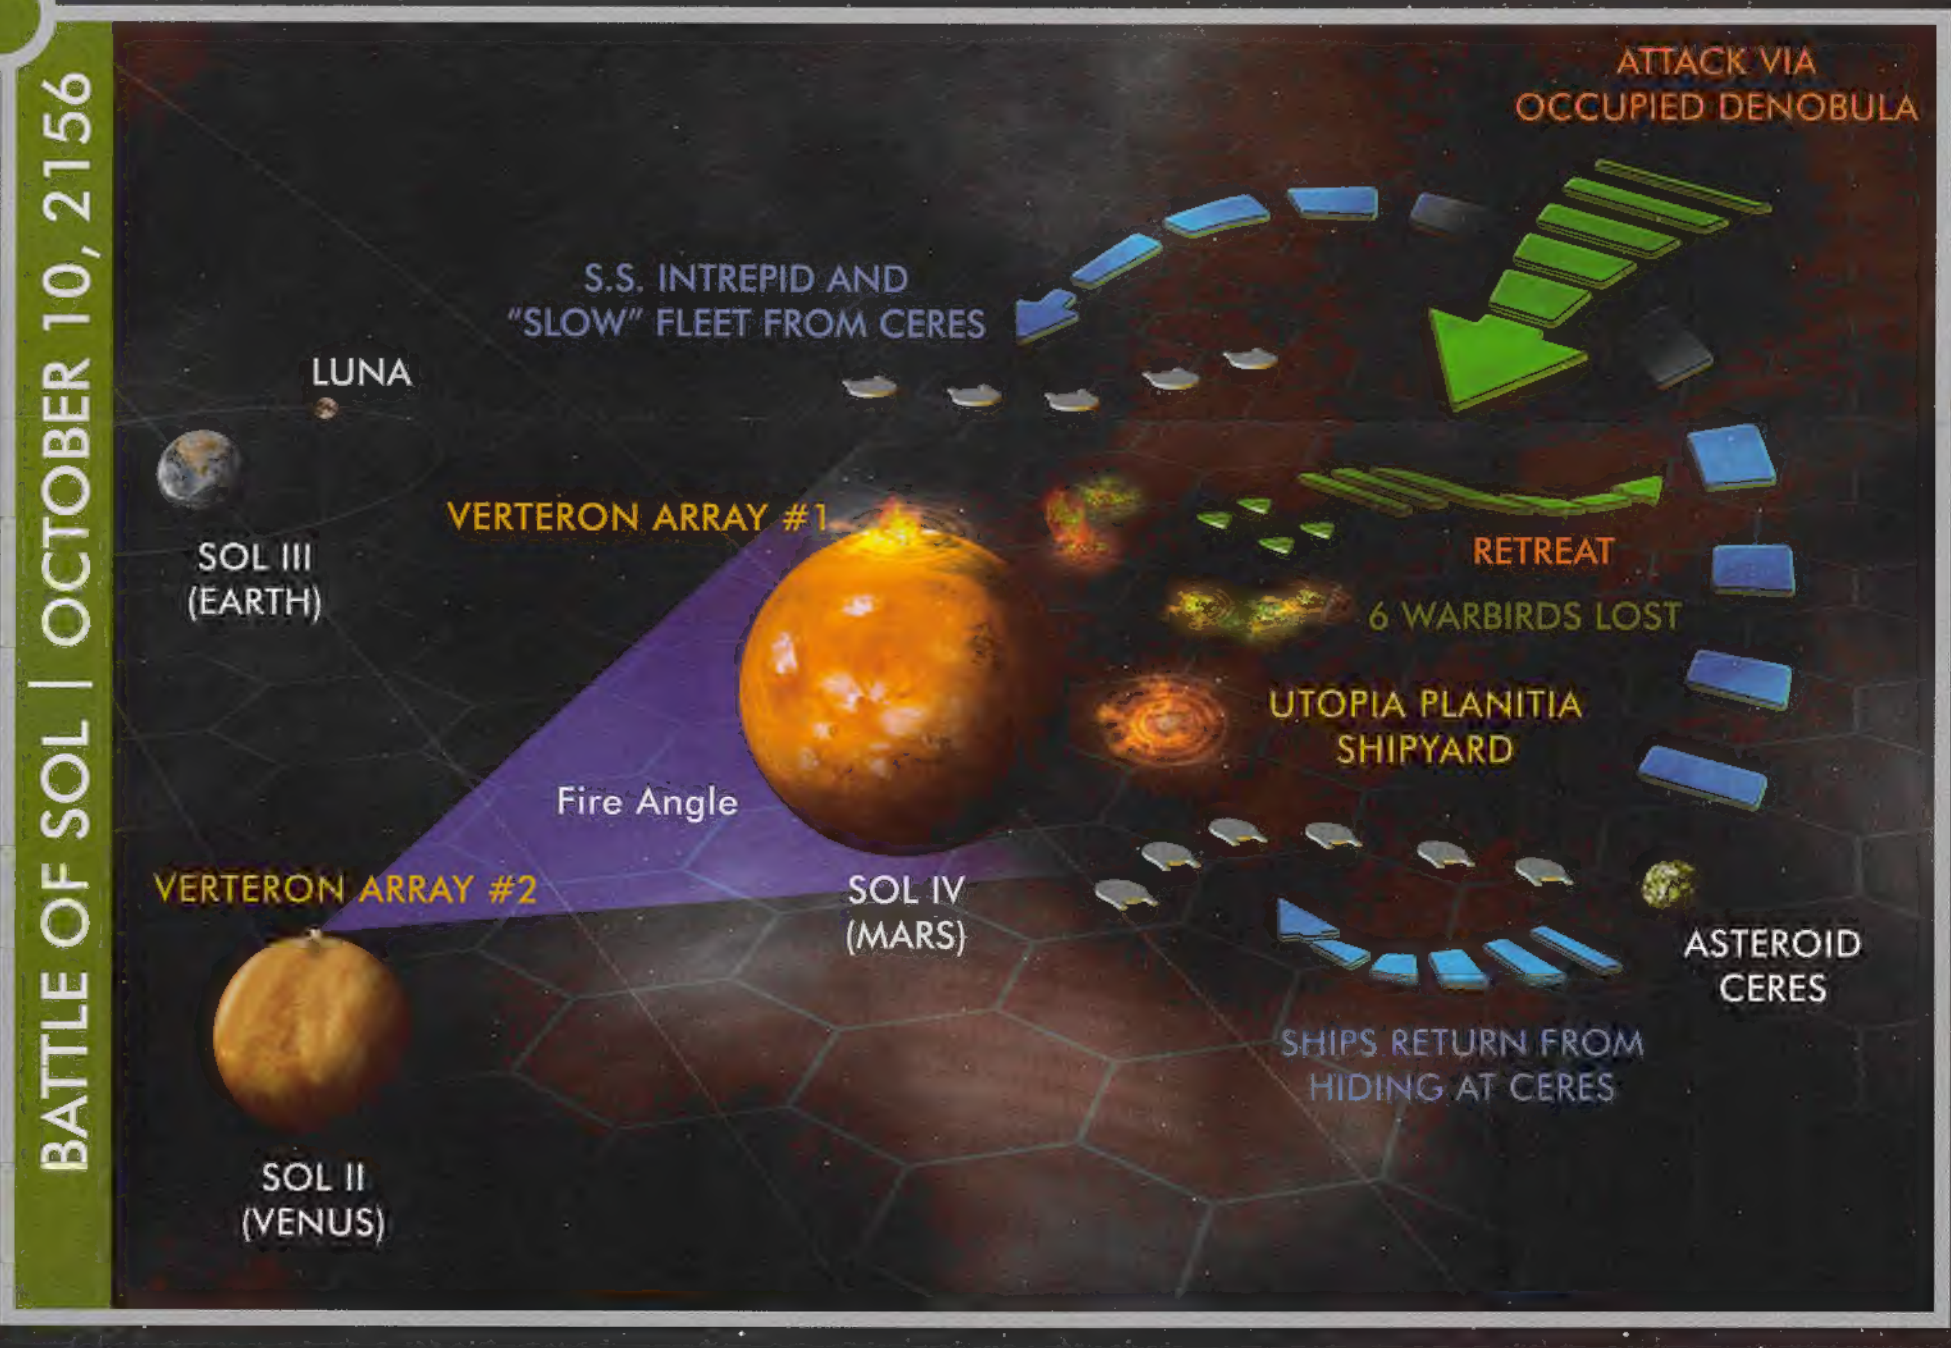 BATTLE OF SOL | OCTOBER 10, 2156
ATTACK VIA
OCCUPIED DENOBULA
S.S. INTREPID AND
"SLOW" FLEET FROM CERES
LUNA
SOL III
(EARTH)
VERTERON ARRAY #1
RETREAT
6 WARBIRDS LOST
UTOPIA PLANITIA
SHIPYARD
Fire Angle
VERTERON ARRAY #2
SOL IV
(MARS)
ASTEROID
CERES
SHIPS RETURN FROM
HIDING AT CERES
SOL II
(VENUS)